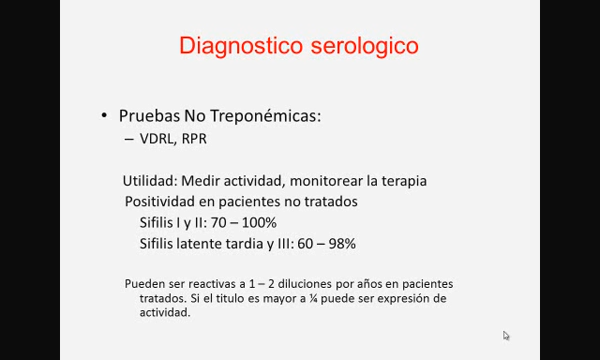 Diagnostico serologico
• Pruebas No Treponémicas:
– VDRL, RPR
Utilidad: Medir actividad, monitorear la terapia
Positividad en pacientes no tratados
Sifilis I y II: 70 – 100%
Sifilis latente tardia y III: 60 – 98%
Pueden ser reactivas a 1 – 2 diluciones por años en pacientes
tratados. Si el titulo es mayor a ¼ puede ser expresión de
actividad.